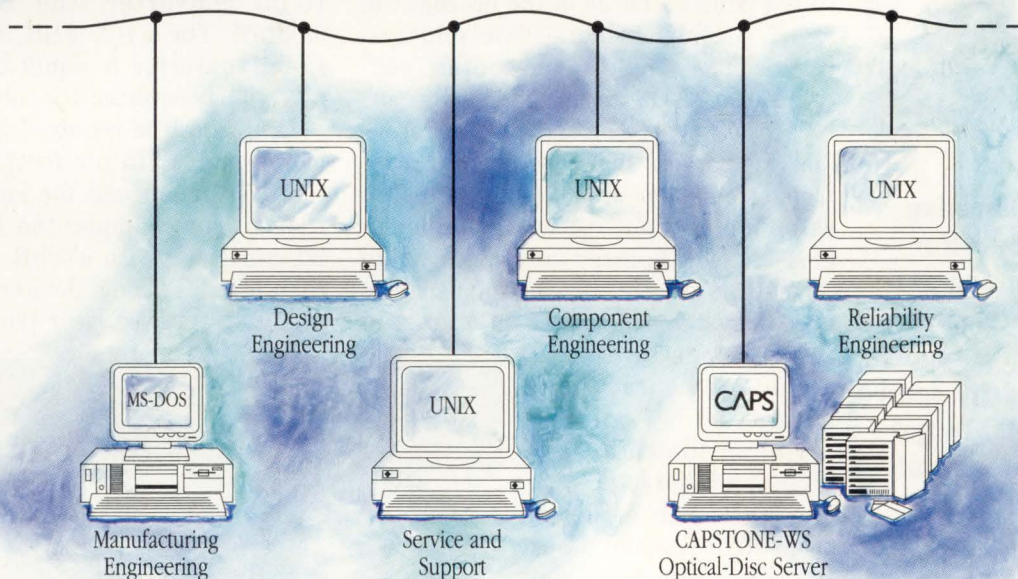 UNIX
UNIX
UNIX
Design
Engineering
Component
Engineering
Reliability
Engineering
MS-DOS
UNIX
CAPS
Manufacturing
Engineering
Service and
Support
CAPSTONE-WS
Optical-Disc Server